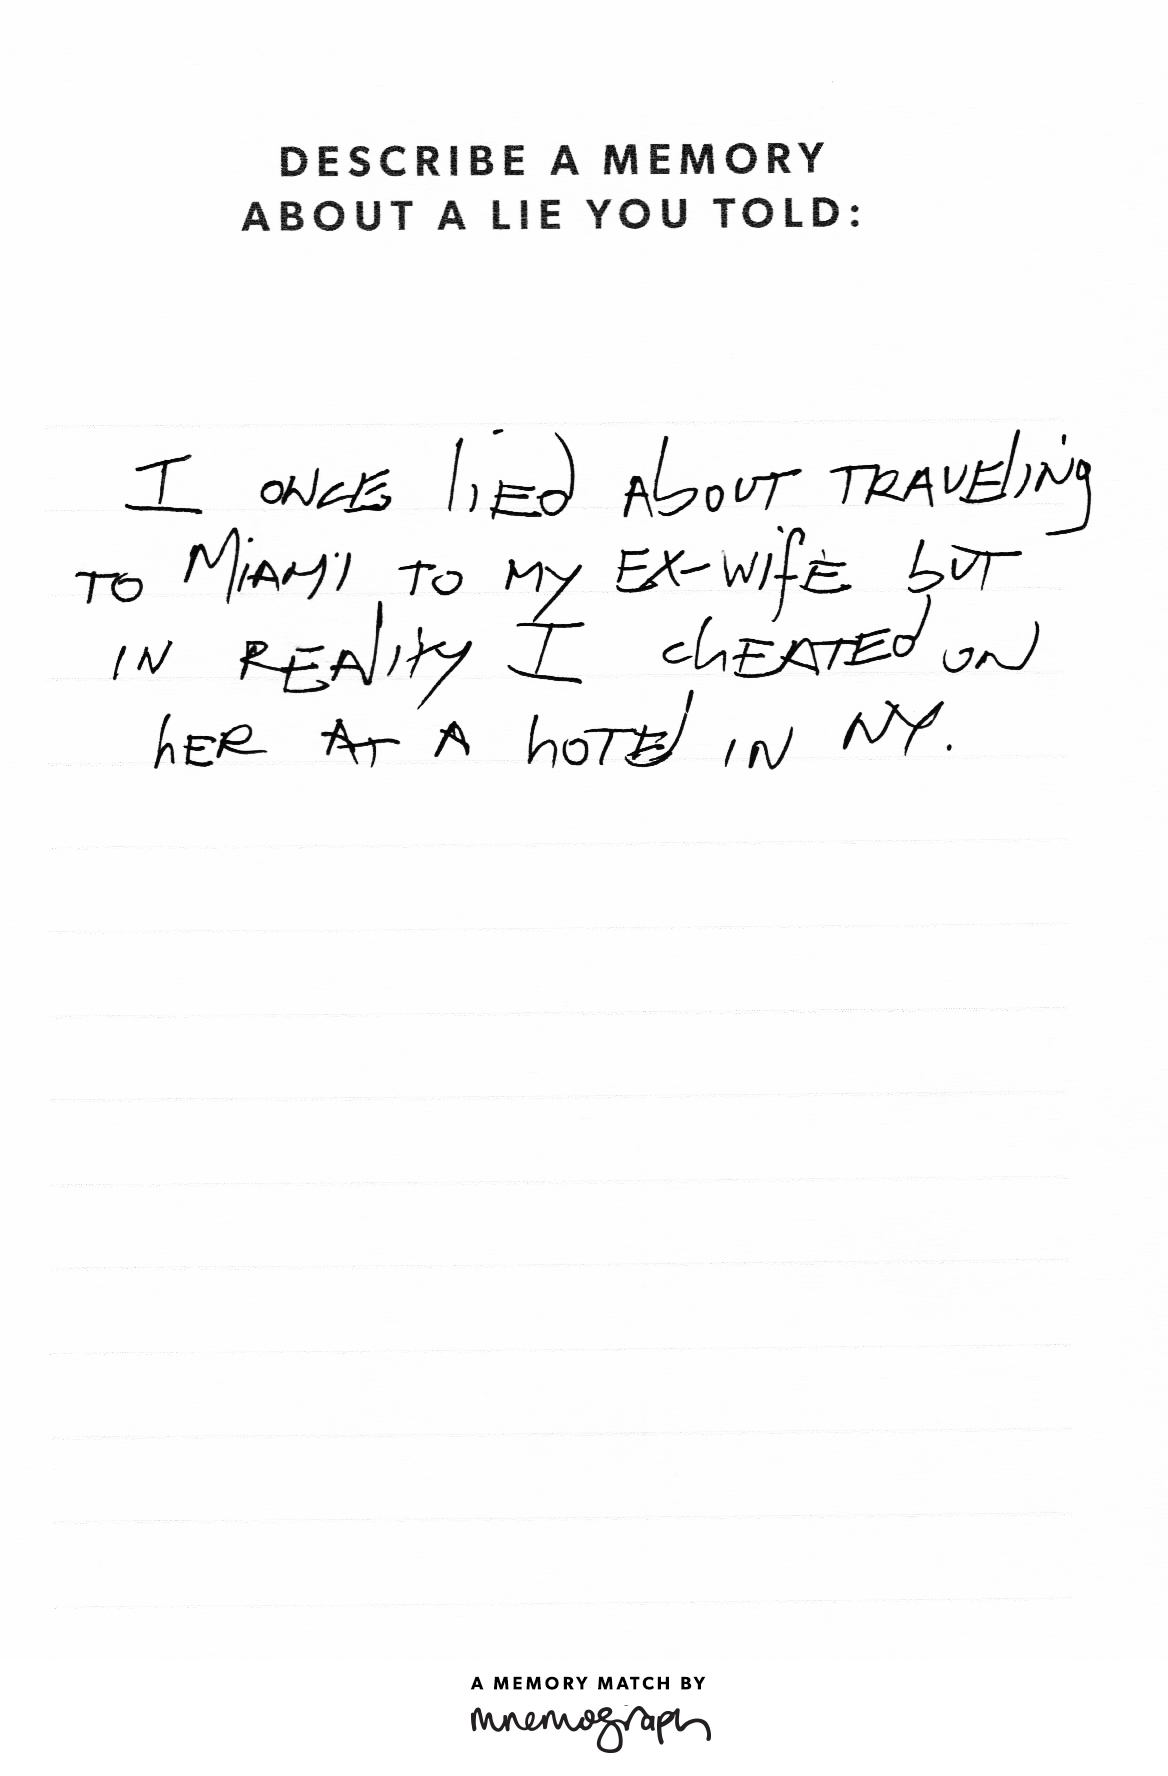 DESCRIBE A MEMORY
ABOUT A LIE YOU TOLD:
I ONCE lIEd AboUT TRAVElING
TO MIAMI TO MY EX-WIfE bUT
IN REAlITY I chEATEd ON
hER AT A hOTEl IN NY.
A MEMORY MATCH BY
mnemograph